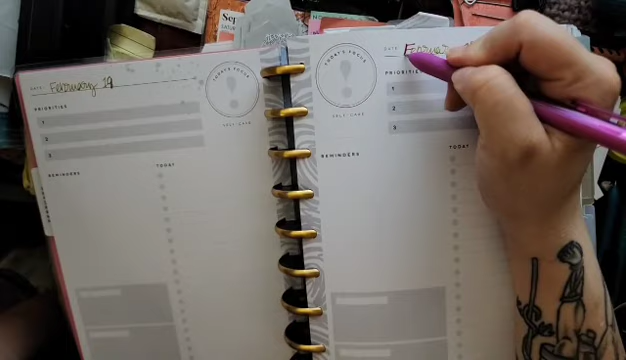 Sep
DATE: February 19
TODAY'S FOCUS
PRIORITIES
1
2
3
SELF-CARE
REMINDERS
TODAY
DATE:
TODAY'S FOCUS
PRIORITIES
1
2
3
SELF-CARE
REMINDERS
TODAY